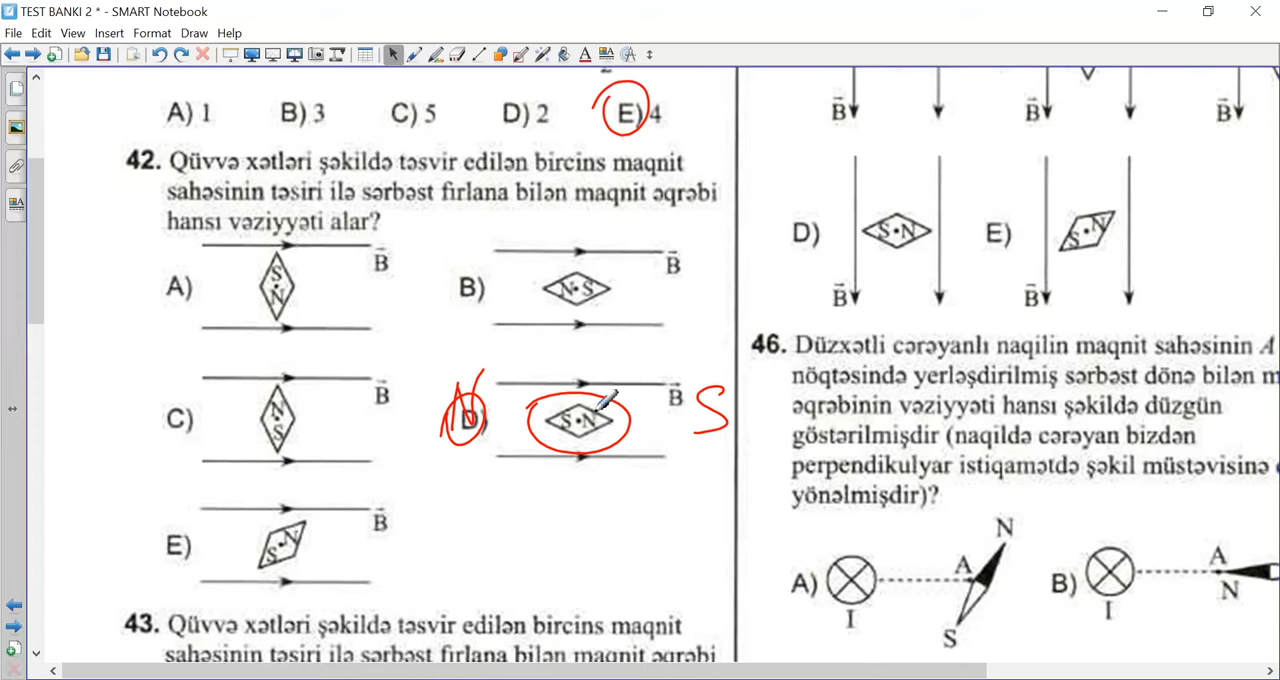 TEST BANKI 2 * - SMART Notebook
File Edit View Insert Format Draw Help
A) 1 B) 3 C) 5 D) 2 E) 4
42. Qüvvə xətləri şəkildə təsvir edilən bircins maqnit
sahəsinin təsiri ilə sərbəst fırlana bilən maqnit əqrəbi
hansı vəziyyəti alar?
A) S N B
B) N S B
C) N S B
N D) S N B S
E) S N B
43. Qüvvə xətləri şəkildə təsvir edilən bircins maqnit
sahəsinin təsiri ilə sərbəst fırlana bilən maqnit əqrəbi
B B B
D) S N B
E) S N B
46. Düzxətli cərəyanlı naqilin maqnit sahəsinin A
nöqtəsində yerləşdirilmiş sərbəst dönə bilən m
əqrəbinin vəziyyəti hansı şəkildə düzgün
göstərilmişdir (naqildə cərəyan bizdən
perpendikulyar istiqamətdə şəkil müstəvisinə
yönəlmişdir)?
A) I A N S
B) I A N